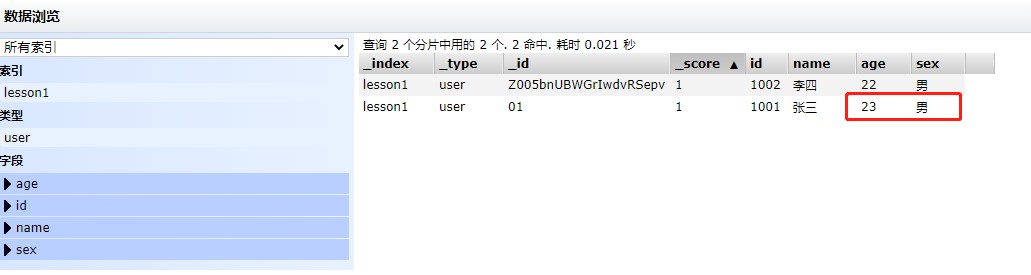 数据浏览
所有索引
索引
lesson1
类型
user
字段
age
id
name
sex
查询 2 个分片中用的 2 个. 2 命中. 耗时 0.021 秒
_index _type _id _score ▲ id name age sex
lesson1 user Z005bnUBWGrIwdvRSepv 1 1002 李四 22 男
lesson1 user 01 1 1001 张三 23 男